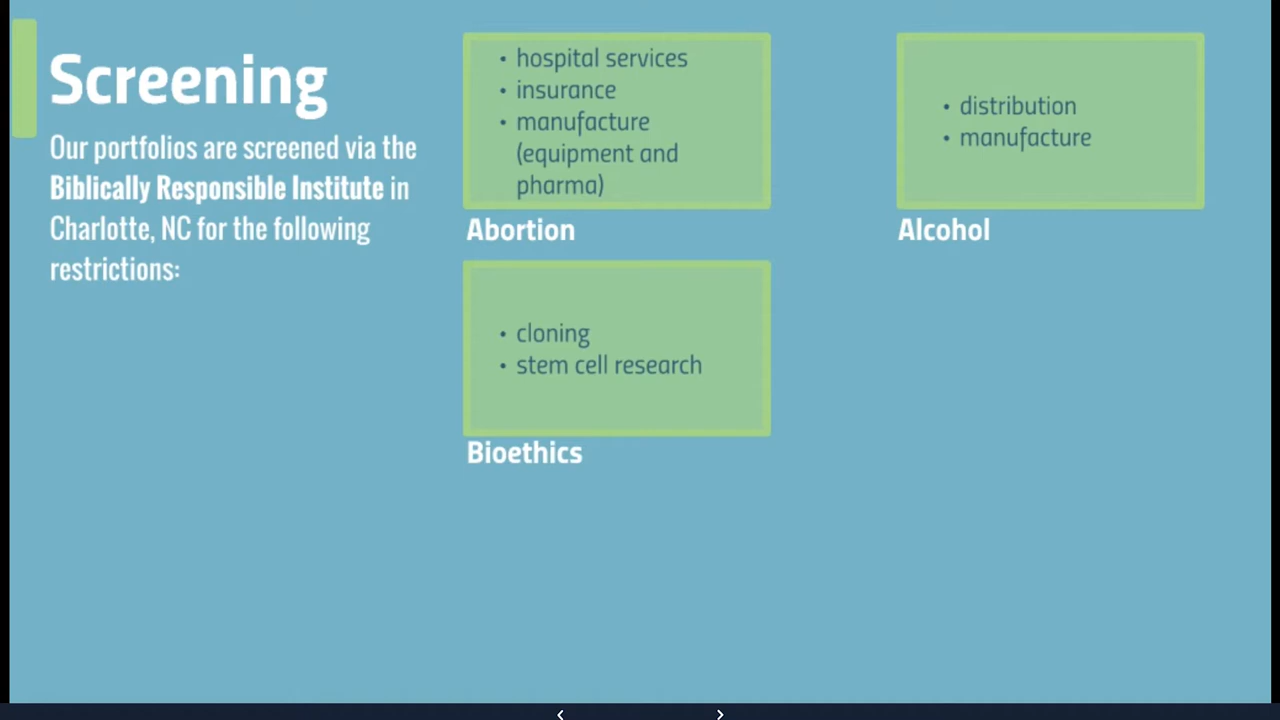 Screening
Our portfolios are screened via the
Biblically Responsible Institute in
Charlotte, NC for the following
restrictions:
• hospital services
• insurance
• manufacture
(equipment and
pharma)
Abortion
• distribution
• manufacture
Alcohol
• cloning
• stem cell research
Bioethics